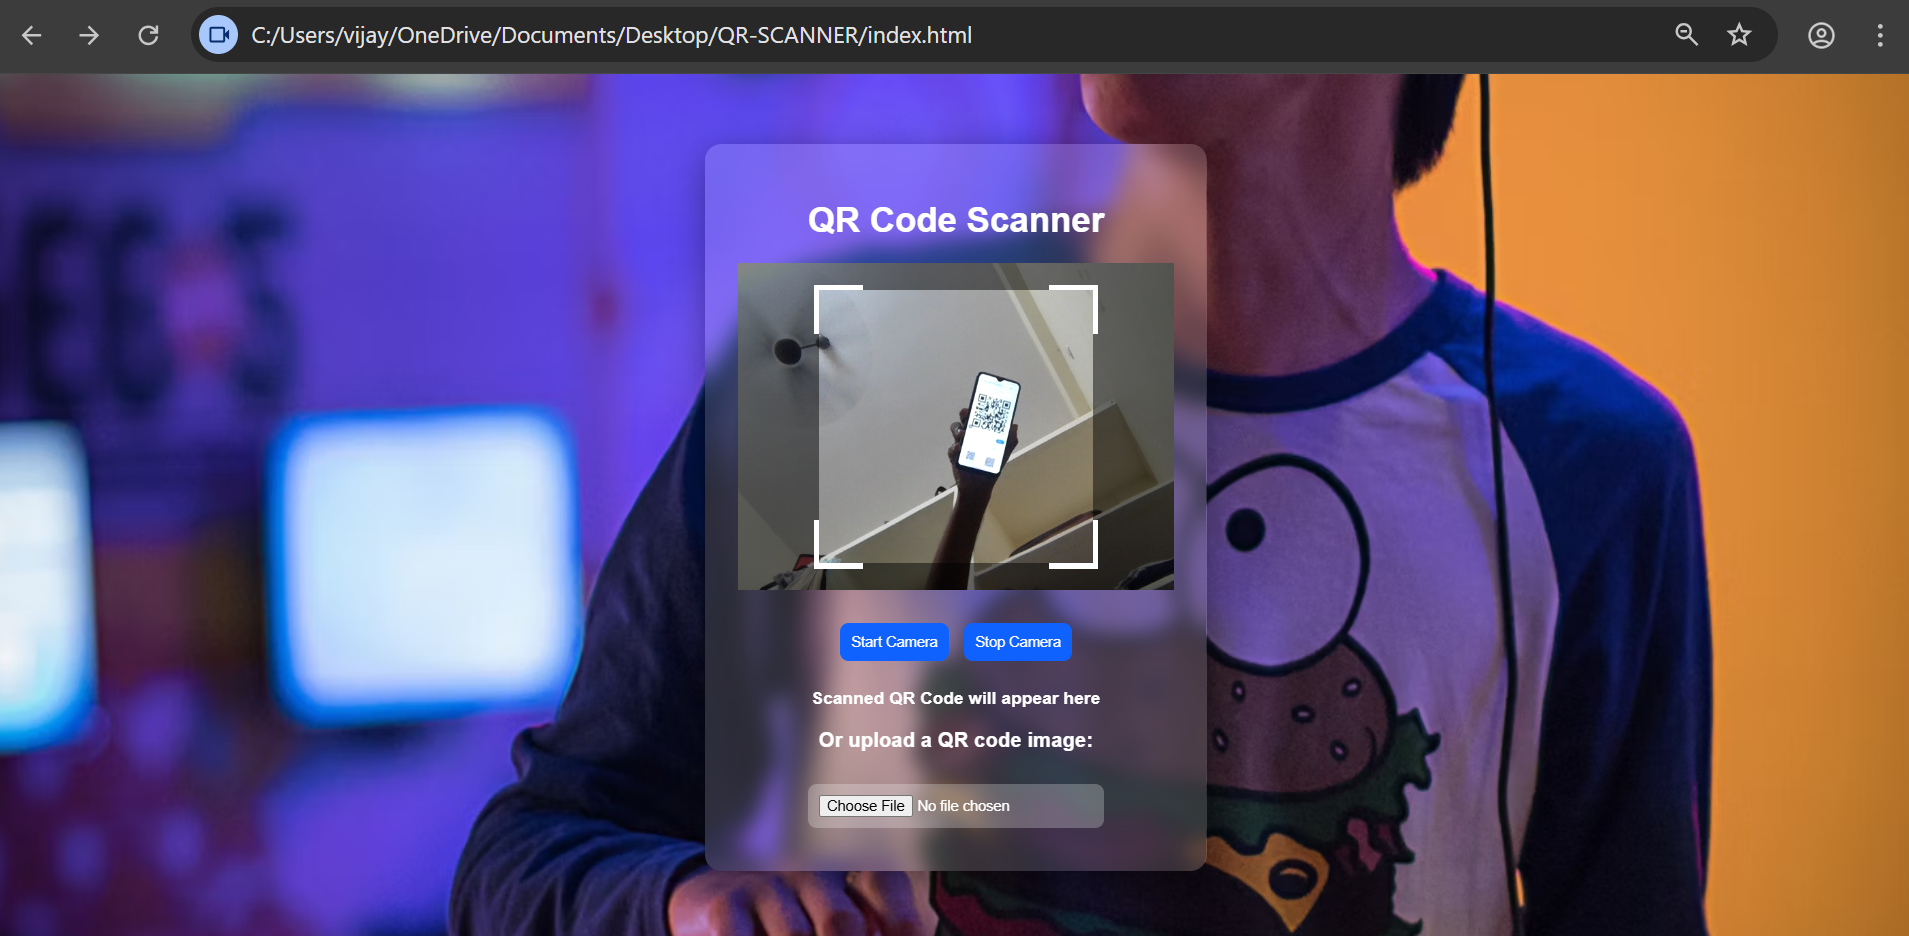 C:/Users/vijay/OneDrive/Documents/Desktop/QR-SCANNER/index.html
QR Code Scanner
Start Camera Stop Camera
Scanned QR Code will appear here
Or upload a QR code image:
Choose File No file chosen